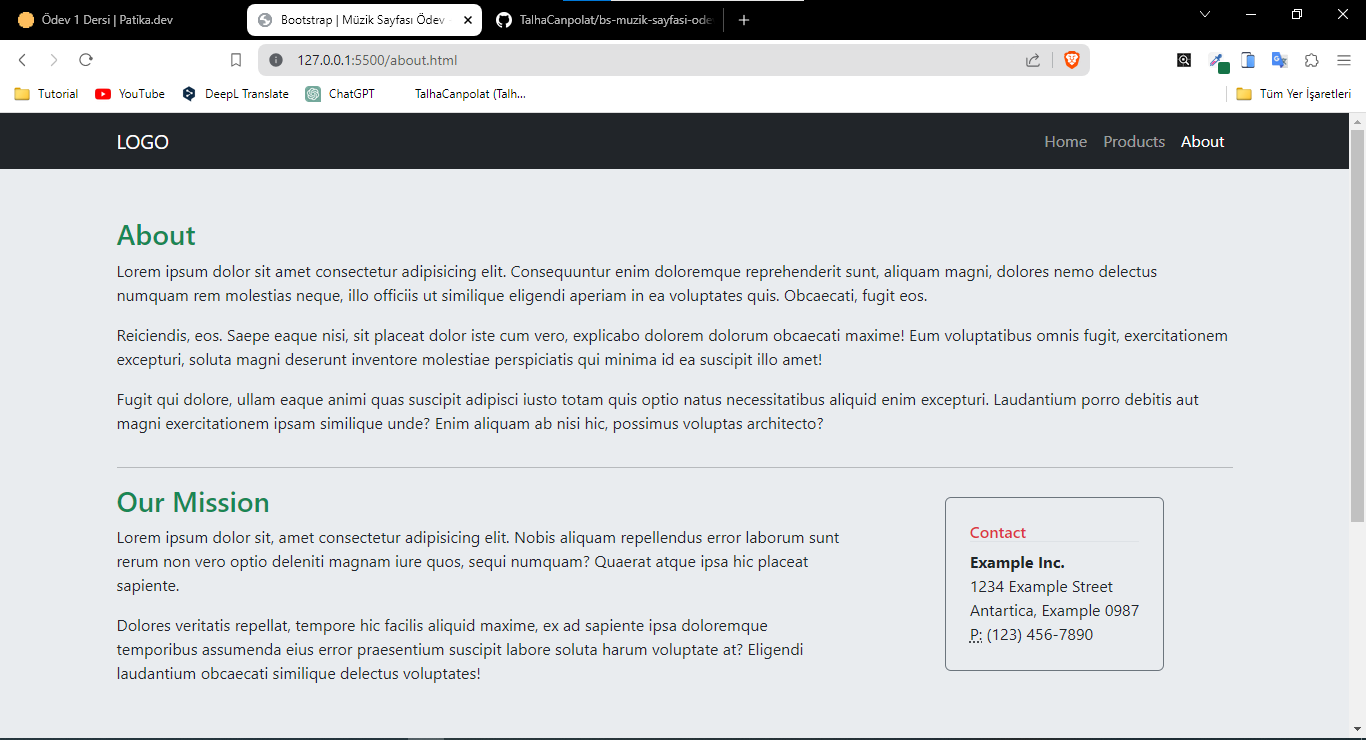 Ödev 1 Dersi | Patika.dev
Bootstrap | Müzik Sayfası Ödev
TalhaCanpolat/bs-muzik-sayfasi-ode
127.0.0.1:5500/about.html
Tutorial
YouTube
DeepL Translate
ChatGPT
TalhaCanpolat (Talh...
Tüm Yer İşaretleri
LOGO
Home
Products
About
About
Lorem ipsum dolor sit amet consectetur adipisicing elit. Consequuntur enim doloremque reprehenderit sunt, aliquam magni, dolores nemo delectus
numquam rem molestias neque, illo officiis ut similique eligendi aperiam in ea voluptates quis. Obcaecati, fugit eos.
Reiciendis, eos. Saepe eaque nisi, sit placeat dolor iste cum vero, explicabo dolorem dolorum obcaecati maxime! Eum voluptatibus omnis fugit, exercitationem
excepturi, soluta magni deserunt inventore molestiae perspiciatis qui minima id ea suscipit illo amet!
Fugit qui dolore, ullam eaque animi quas suscipit adipisci iusto totam quis optio natus necessitatibus aliquid enim excepturi. Laudantium porro debitis aut
magni exercitationem ipsam similique unde? Enim aliquam ab nisi hic, possimus voluptas architecto?
Our Mission
Lorem ipsum dolor sit, amet consectetur adipisicing elit. Nobis aliquam repellendus error laborum sunt
rerum non vero optio deleniti magnam iure quos, sequi numquam? Quaerat atque ipsa hic placeat
sapiente.
Dolores veritatis repellat, tempore hic facilis aliquid maxime, ex ad sapiente ipsa doloremque
temporibus assumenda eius error praesentium suscipit labore soluta harum voluptate at? Eligendi
laudantium obcaecati similique delectus voluptates!
Contact
Example Inc.
1234 Example Street
Antartica, Example 0987
P: (123) 456-7890